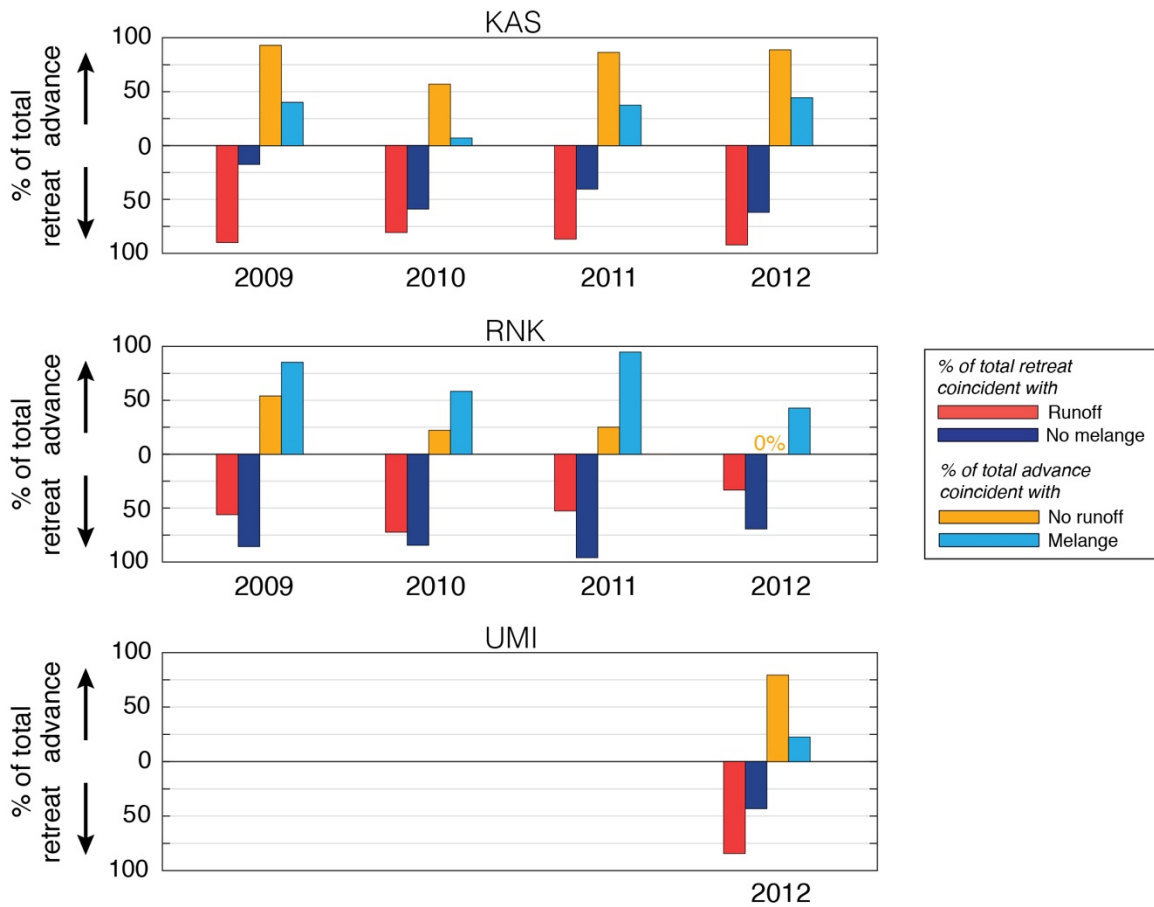 KAS
% of total
retreat advance
100
50
0
50
100
2009 2010 2011 2012
RNK
% of total
retreat advance
100
50
0
50
100
0%
2009 2010 2011 2012
% of total retreat
coincident with
Runoff
No melange
% of total advance
coincident with
No runoff
Melange
UMI
% of total
retreat advance
100
50
0
50
100
2012